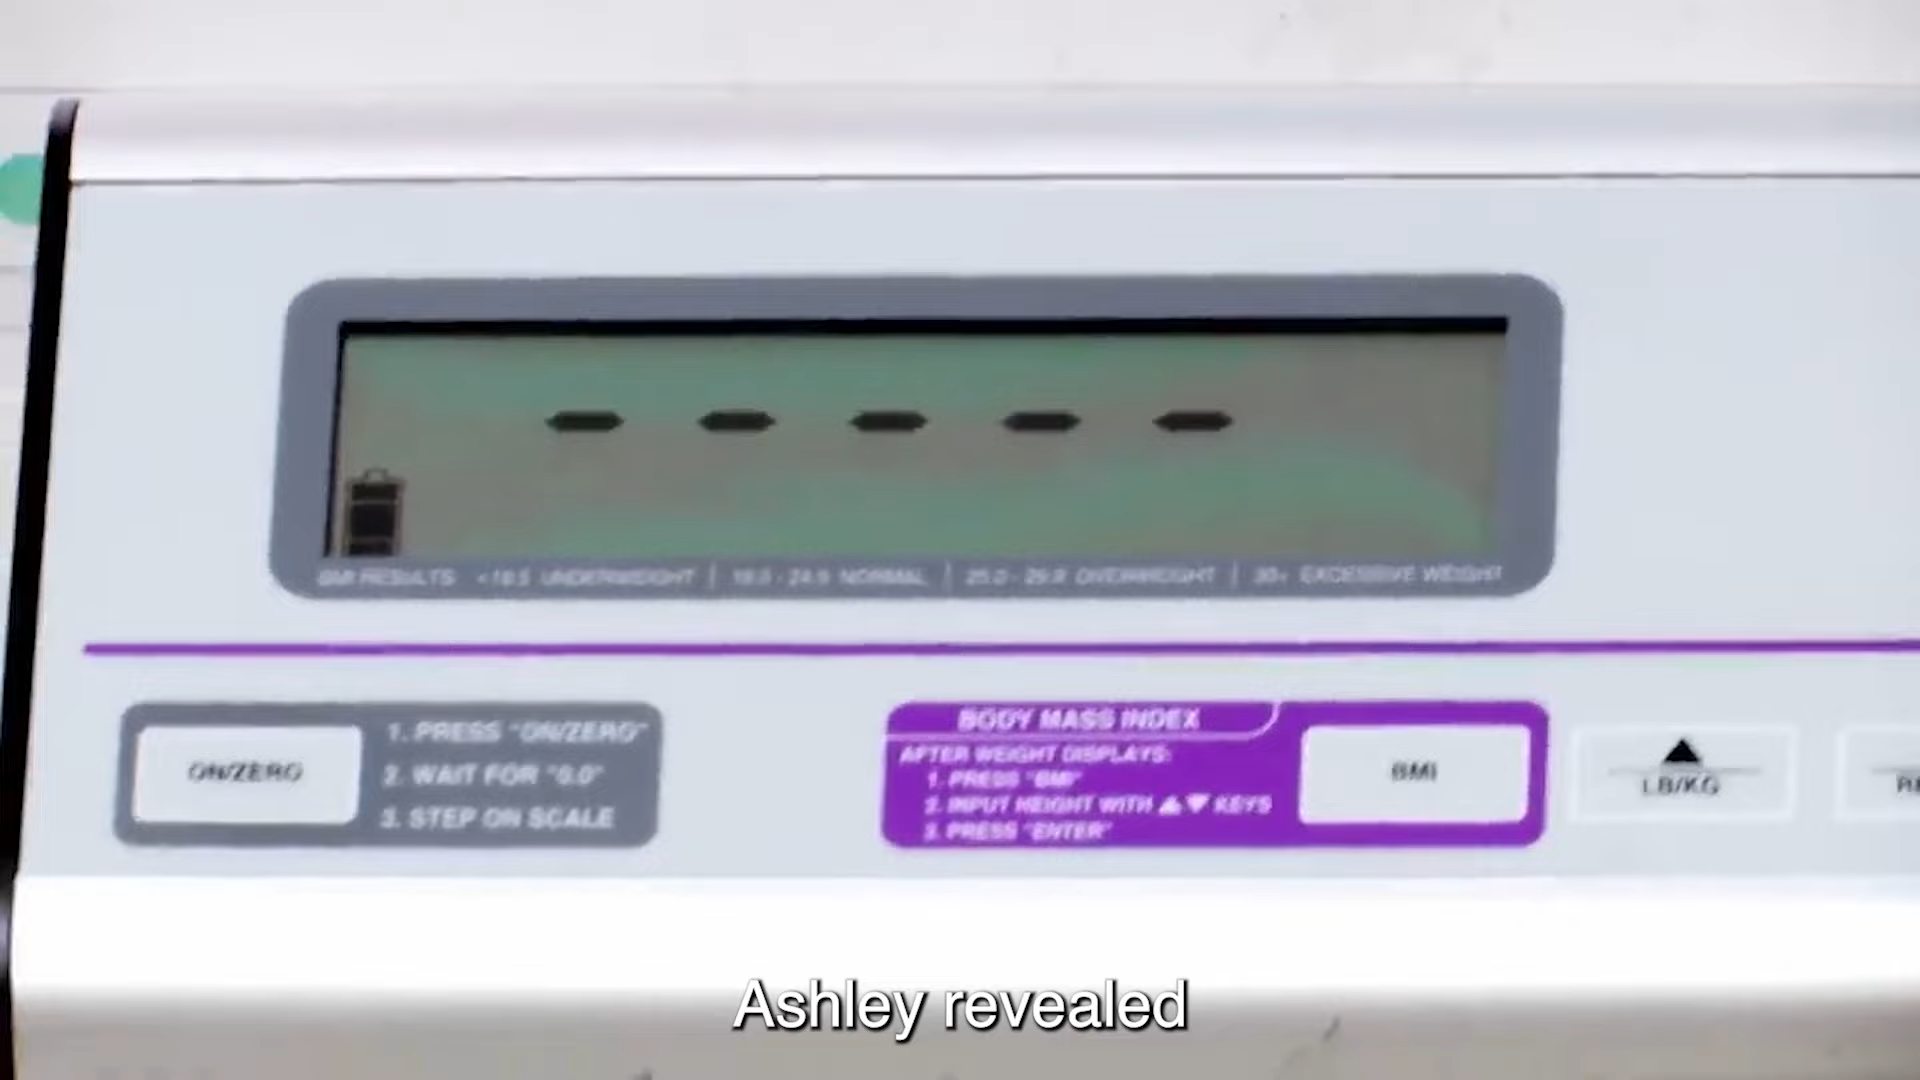 - - - - -
BMI RESULTS <18.5 UNDERWEIGHT | 18.5 - 24.9 NORMAL | 25.0 - 29.9 OVERWEIGHT | 30+ EXCESSIVE WEIGHT
ON/ZERO
1. PRESS "ON/ZERO"
2. WAIT FOR "0.0"
3. STEP ON SCALE
BODY MASS INDEX
AFTER WEIGHT DISPLAYS:
1. PRESS "BMI"
2. INPUT HEIGHT WITH ▲▼ KEYS
3. PRESS "ENTER"
BMI
▲
LB/KG
Ashley revealed